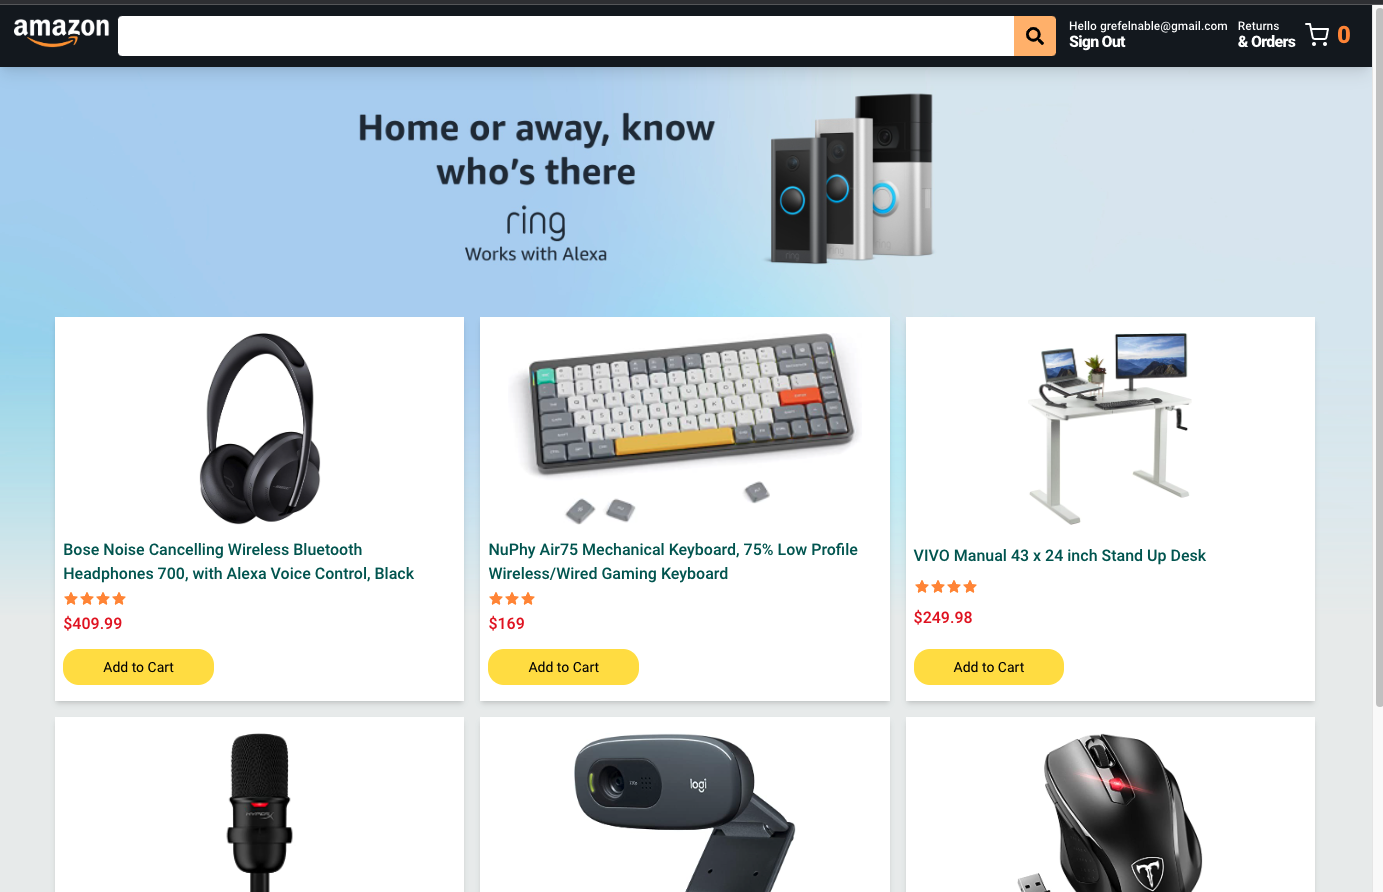 amazon
Hello grefelnable@gmail.com
Sign Out
Returns
& Orders
0
Home or away, know
who's there
ring
Works with Alexa
Bose Noise Cancelling Wireless Bluetooth
Headphones 700, with Alexa Voice Control, Black
$409.99
Add to Cart
NuPhy Air75 Mechanical Keyboard, 75% Low Profile
Wireless/Wired Gaming Keyboard
$169
Add to Cart
VIVO Manual 43 x 24 inch Stand Up Desk
$249.98
Add to Cart
HYPERX
logi